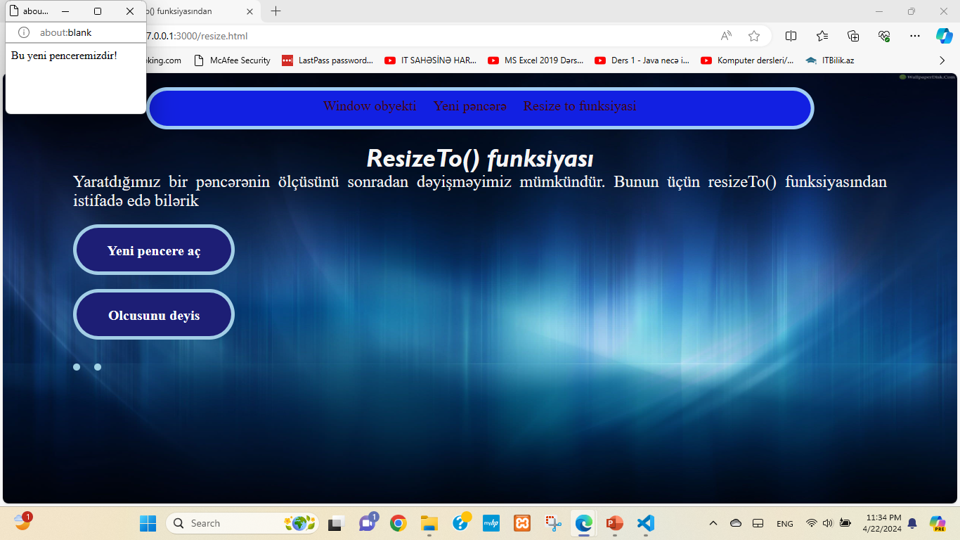 abou...
o() funksiyasından
about:blank
7.0.0.1:3000/resize.html
Bu yeni penceremizdir!
oking.com
McAfee Security
LastPass password...
IT SAHƏSİNƏ HAR...
MS Excel 2019 Dərs...
Ders 1 - Java necə i...
Komputer dersleri/...
ITBilik.az
Window obyekti Yeni pəncərə Resize to funksiyasi
ResizeTo() funksiyası
Yaratdığımız bir pəncərənin ölçüsünü sonradan dəyişməyimiz mümkündür. Bunun üçün resizeTo() funksiyasından
istifadə edə bilərik
Yeni pencere aç
Olcusunu deyis
1
Search
1
ENG
11:34 PM
4/22/2024
PRE